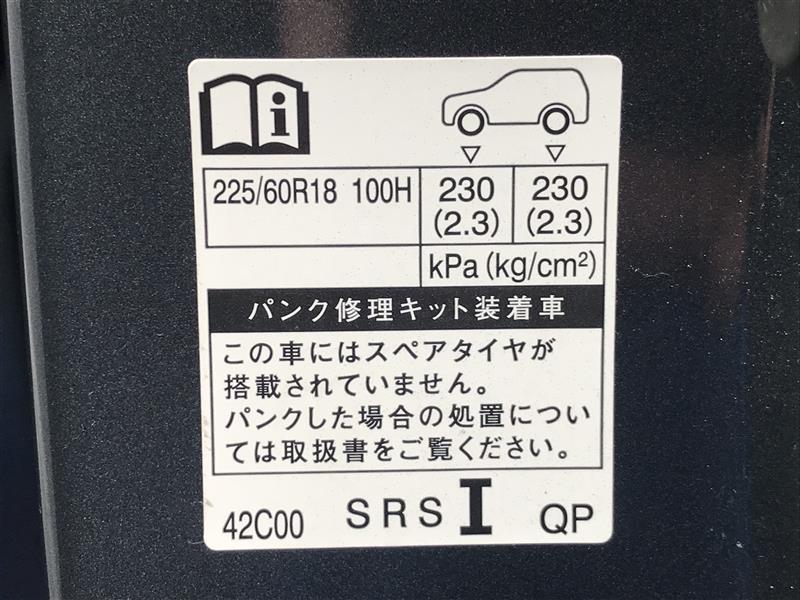 225/60R18 100H 230 230
(2.3) (2.3)
kPa (kg/cm²)
パンク修理キット装着車
この車にはスペアタイヤが
搭載されていません。
パンクした場合の処置につい
ては取扱書をご覧ください。
42C00 SRS I QP